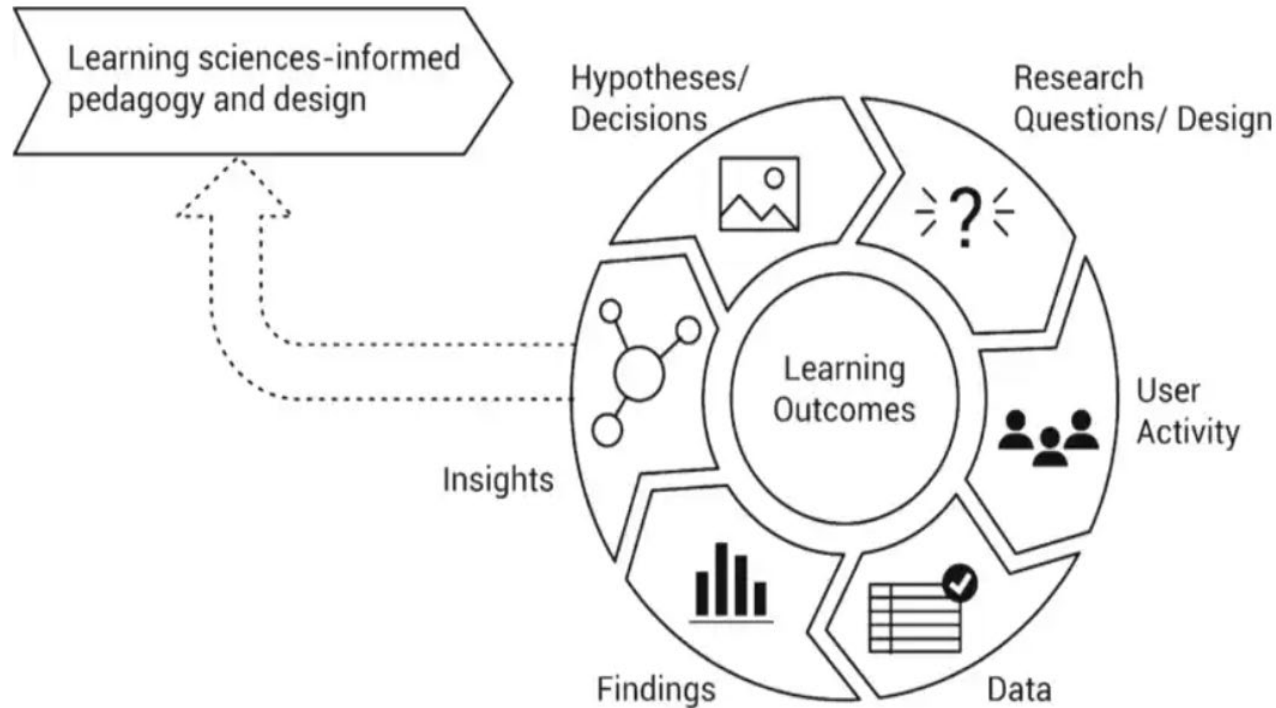 Learning sciences-informed
pedagogy and design
Hypotheses/
Decisions
Research
Questions/ Design
?
User
Activity
Learning
Outcomes
Insights
Findings
Data